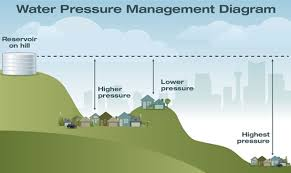 Water Pressure Management Diagram
Reservoir
on hill
Higher
pressure
Lower
pressure
Highest
pressure